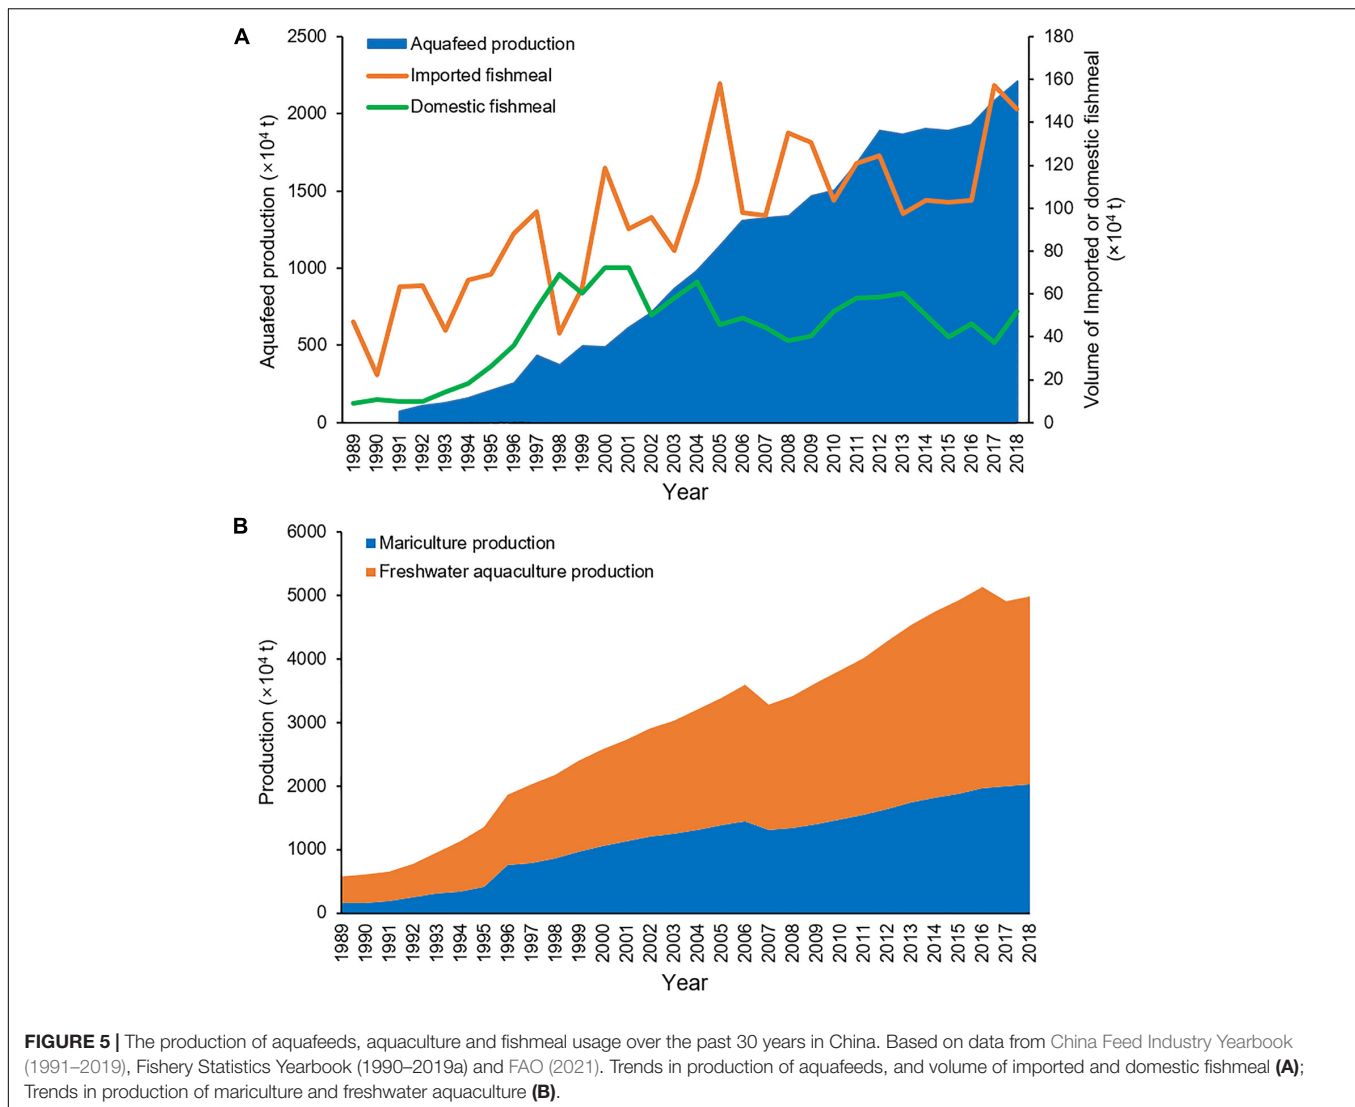 A
Aquafeed production
Imported fishmeal
Domestic fishmeal
Aquafeed production (×10⁴ t)
2500
2000
1500
1000
500
0
180
160
140
120
100
80
60
40
20
0
Volume of Imported or domestic fishmeal
(×10⁴ t)
1989 1990 1991 1992 1993 1994 1995 1996 1997 1998 1999 2000 2001 2002 2003 2004 2005 2006 2007 2008 2009 2010 2011 2012 2013 2014 2015 2016 2017 2018
Year
B
Mariculture production
Freshwater aquaculture production
Production (×10⁴ t)
6000
5000
4000
3000
2000
1000
0
1989 1990 1991 1992 1993 1994 1995 1996 1997 1998 1999 2000 2001 2002 2003 2004 2005 2006 2007 2008 2009 2010 2011 2012 2013 2014 2015 2016 2017 2018
Year
FIGURE 5 | The production of aquafeeds, aquaculture and fishmeal usage over the past 30 years in China. Based on data from China Feed Industry Yearbook
(1991–2019), Fishery Statistics Yearbook (1990–2019a) and FAO (2021). Trends in production of aquafeeds, and volume of imported and domestic fishmeal (A);
Trends in production of mariculture and freshwater aquaculture (B).